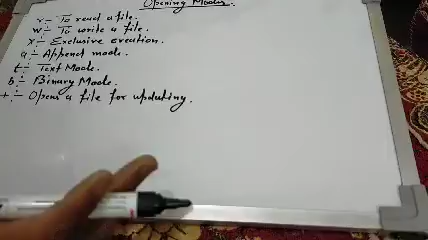 Opening Modes.
r :- To read a file.
w :- To write a file.
x :- Exclusive creation.
a :- Append mode.
t :- Text Mode.
b :- Binary Mode.
+ :- Opens a file for updating.